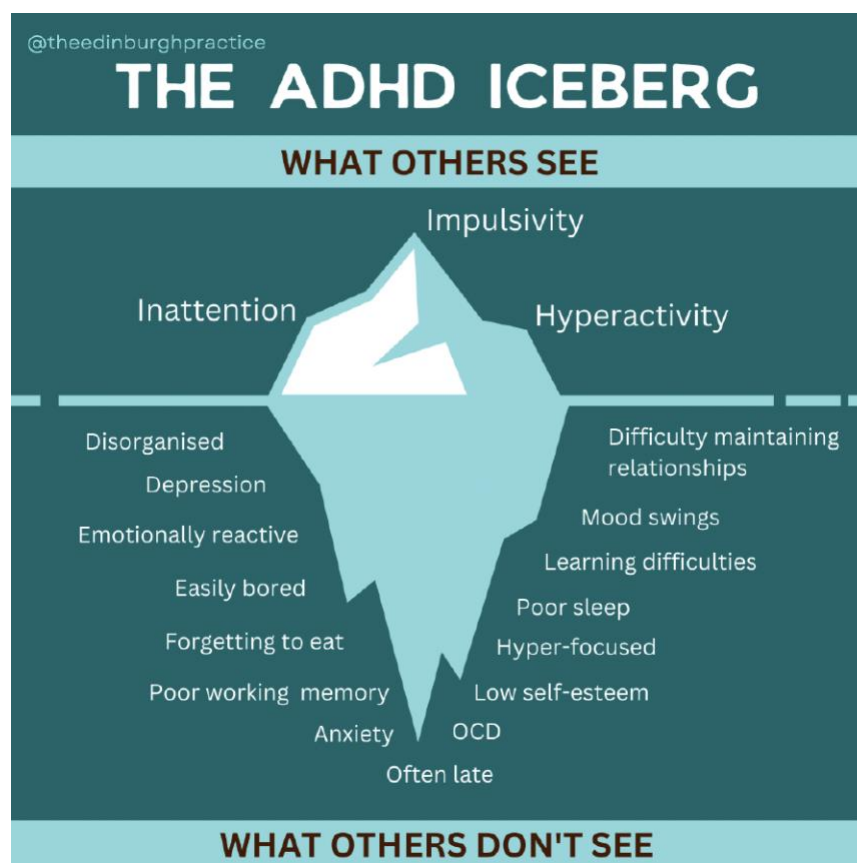 @theedinburghpractice
THE ADHD ICEBERG
WHAT OTHERS SEE
Impulsivity
Inattention
Hyperactivity
Disorganised
Depression
Emotionally reactive
Easily bored
Forgetting to eat
Poor working memory
Anxiety
Often late
Difficulty maintaining
relationships
Mood swings
Learning difficulties
Poor sleep
Hyper-focused
Low self-esteem
OCD
WHAT OTHERS DON'T SEE